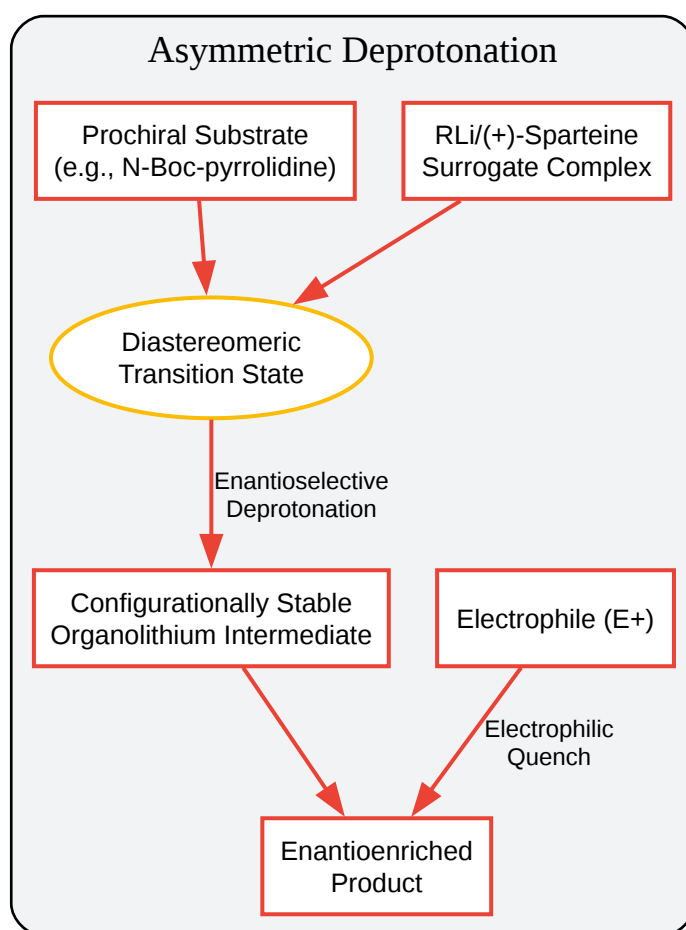 Asymmetric Deprotonation
Prochiral Substrate
(e.g., N-Boc-pyrrolidine)
RLi/(+)-Sparteine
Surrogate Complex
Diastereomeric
Transition State
Enantioselective
Deprotonation
Configurationally Stable
Organolithium Intermediate
Electrophile (E+)
Electrophilic
Quench
Enantioenriched
Product